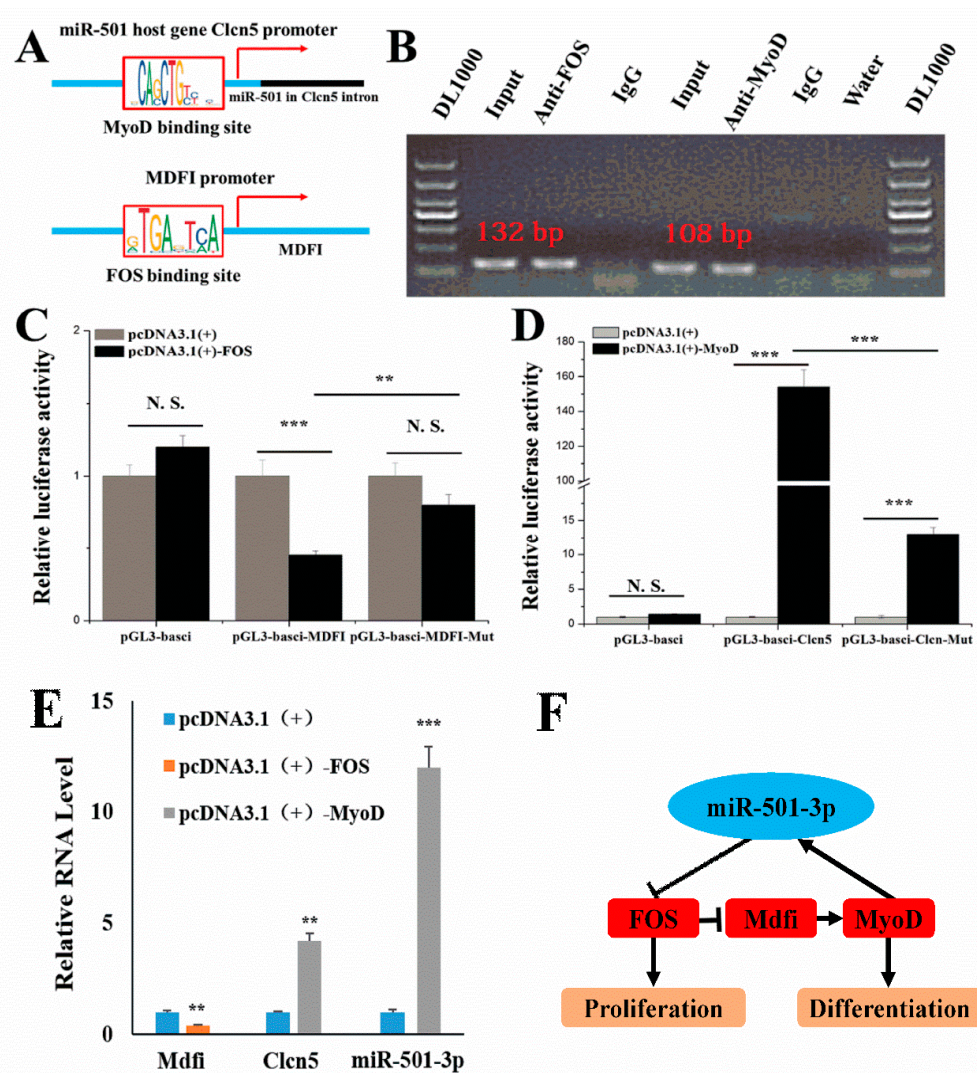 A
miR-501 host gene Clcn5 promoter
CAGCTG
miR-501 in Clcn5 intron
MyoD binding site
MDFI promoter
TGA TCA
MDFI
FOS binding site
B
DL1000 Input Anti-FOS IgG Input Anti-MyoD IgG Water DL1000
132 bp 108 bp
C
pcDNA3.1(+)
pcDNA3.1(+)-FOS
Relative luciferase activity
2
1
0
N. S.
***
**
N. S.
pGL3-basci pGL3-basci-MDFI pGL3-basci-MDFI-Mut
D
pcDNA3.1(+)
pcDNA3.1(+)-MyoD
Relative luciferase activity
180
160
140
120
100
15
10
5
0
N. S.
***
***
***
pGL3-basci pGL3-basci-Clcn5 pGL3-basci-Clcn-Mut
E
Relative RNA Level
15
10
5
0
pcDNA3.1（+）
pcDNA3.1（+）-FOS
pcDNA3.1（+）-MyoD
**
**
***
Mdfi Clcn5 miR-501-3p
F
miR-501-3p
FOS Mdfi MyoD
Proliferation Differentiation